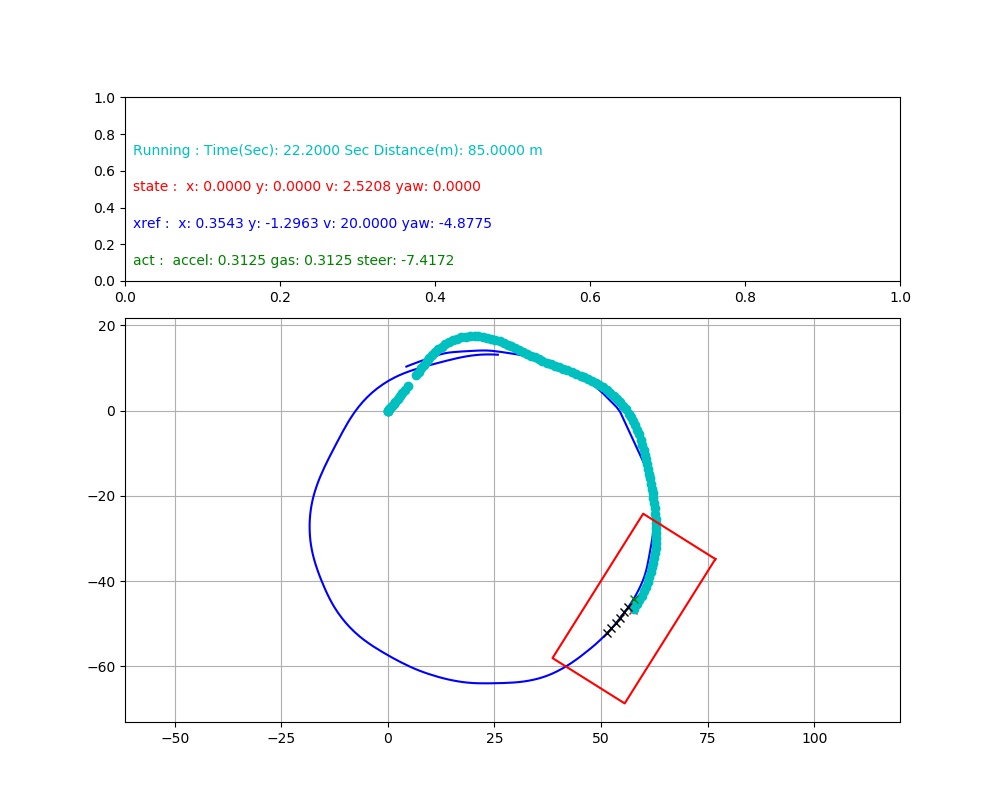 1.0
0.8
Running : Time(Sec): 22.2000 Sec Distance(m): 85.0000 m
0.6
state :  x: 0.0000 y: 0.0000 v: 2.5208 yaw: 0.0000
0.4
xref :  x: 0.3543 y: -1.2963 v: 20.0000 yaw: -4.8775
0.2
act :  accel: 0.3125 gas: 0.3125 steer: -7.4172
0.0
0.0 0.2 0.4 0.6 0.8 1.0
20
0
−20
−40
−60
−50 −25 0 25 50 75 100